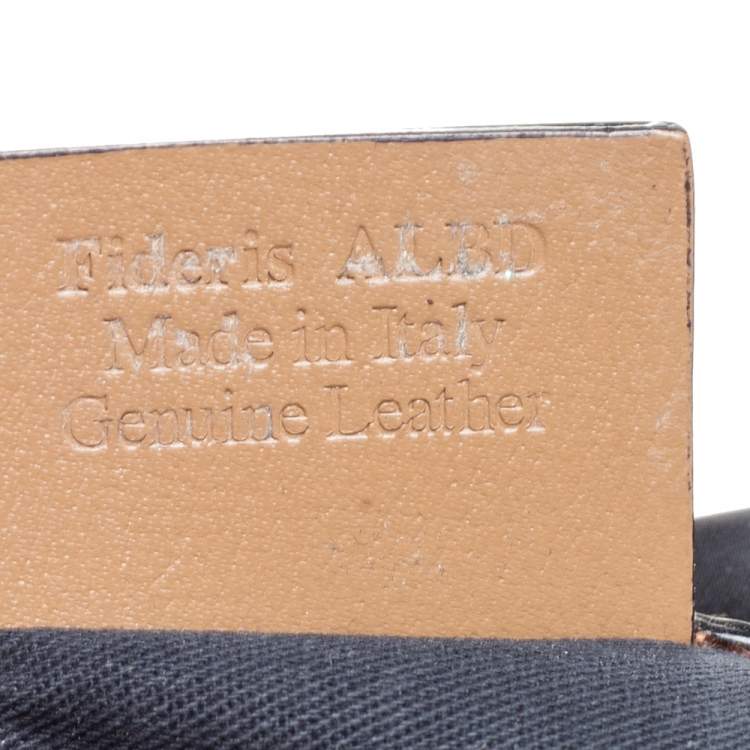 Fideris ALBD
Made in Italy
Genuine Leather